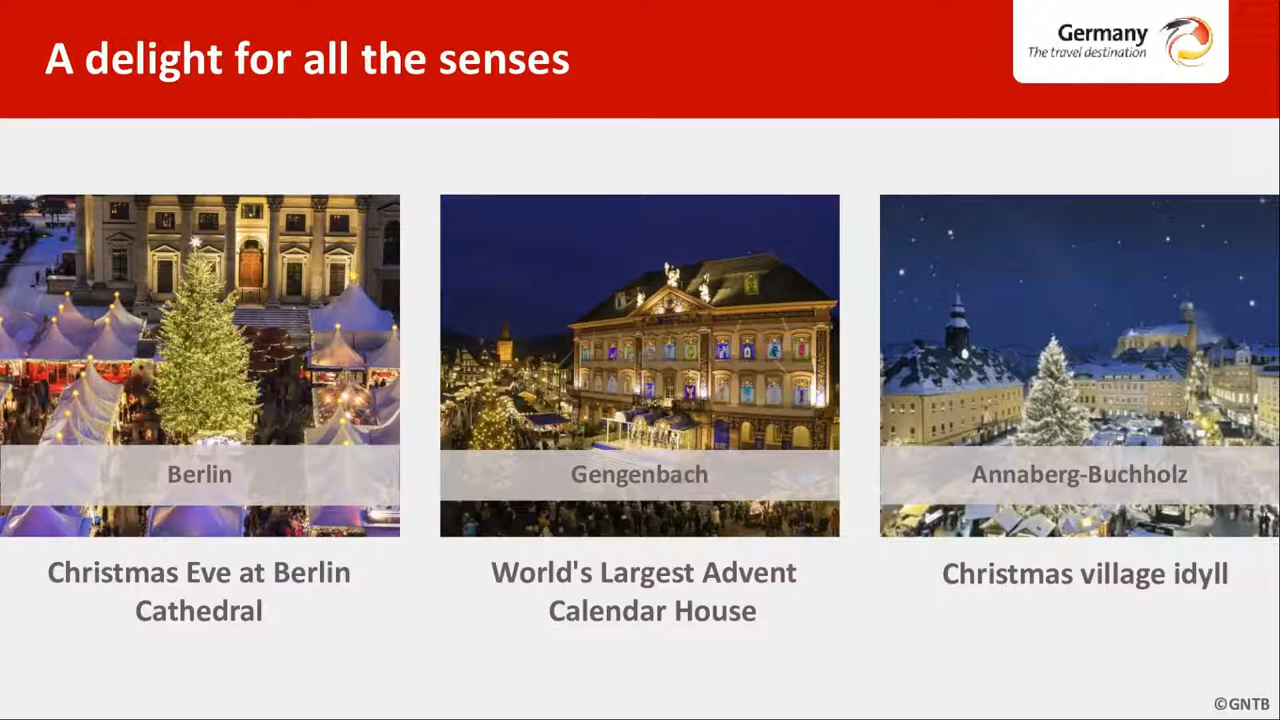 A delight for all the senses
Germany
The travel destination
Berlin
Gengenbach
Annaberg-Buchholz
Christmas Eve at Berlin
Cathedral
World's Largest Advent
Calendar House
Christmas village idyll
©GNTB